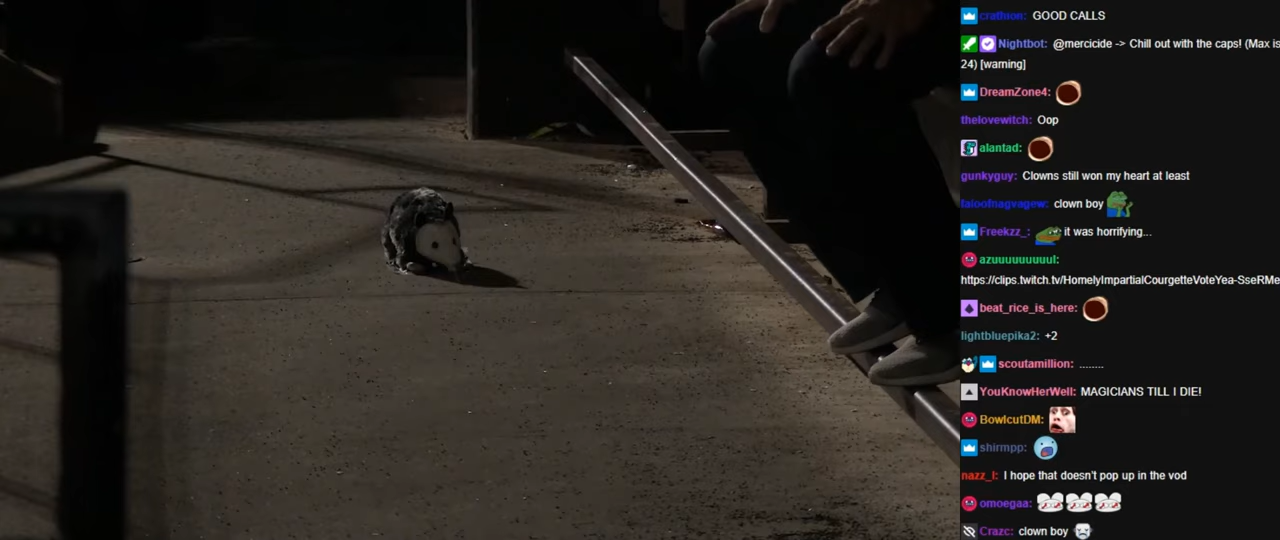 crathion: GOOD CALLS
Nightbot: @mercicide -> Chill out with the caps! (Max is
24) [warning]
DreamZone4:
thelovewitch: Oop
alantad:
gunkyguy: Clowns still won my heart at least
faloofnagvagew: clown boy
Freekzz_: it was horrifying...
azuuuuuuuuul:
https://clips.twitch.tv/HomelyImpartialCourgetteVoteYea-SseRMe
beat_rice_is_here:
lightbluepika2: +2
scoutamillion: ........
YouKnowHerWell: MAGICIANS TILL I DIE!
BowlcutDM:
shirmpp:
nazz_l: I hope that doesn't pop up in the vod
omoegaa:
Crazc: clown boy